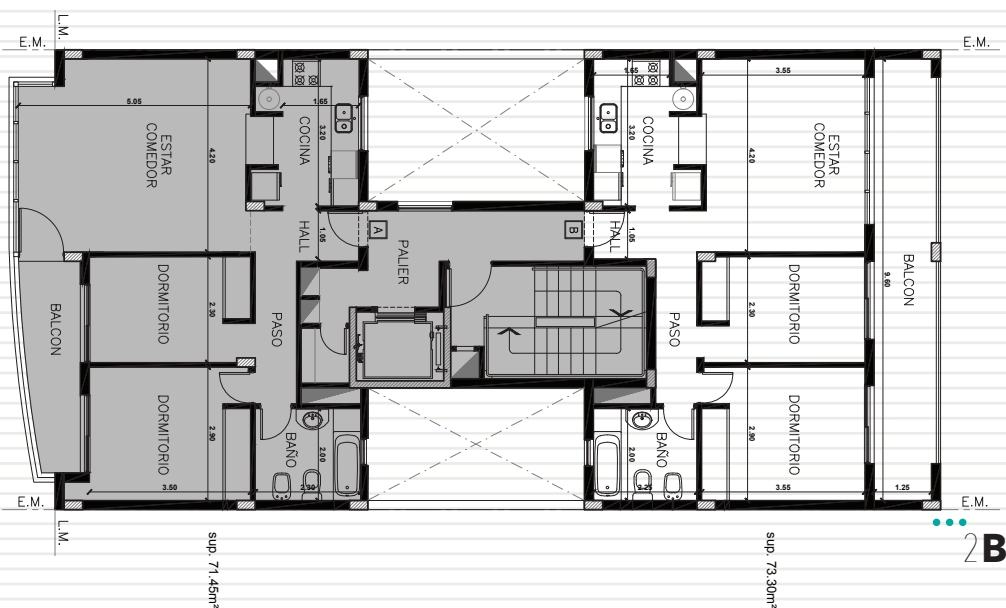 L.M.
E.M.
E.M.
5.05
1.65
1.65
3.55
ESTAR
COMEDOR
4.20
COCINA
3.20
3.20
COCINA
4.20
ESTAR
COMEDOR
HALL
1.05
A
PALIER
B
HALL
1.05
BALCON
9.60
BALCON
DORMITORIO
2.30
PASO
PASO
2.30
DORMITORIO
DORMITORIO
2.90
BAÑO
2.00
2.00
BAÑO
2.90
DORMITORIO
3.50
2.30
2.25
3.55
1.25
E.M.
E.M.
L.M.
sup. 71.45m²
sup. 73.30m²
2B